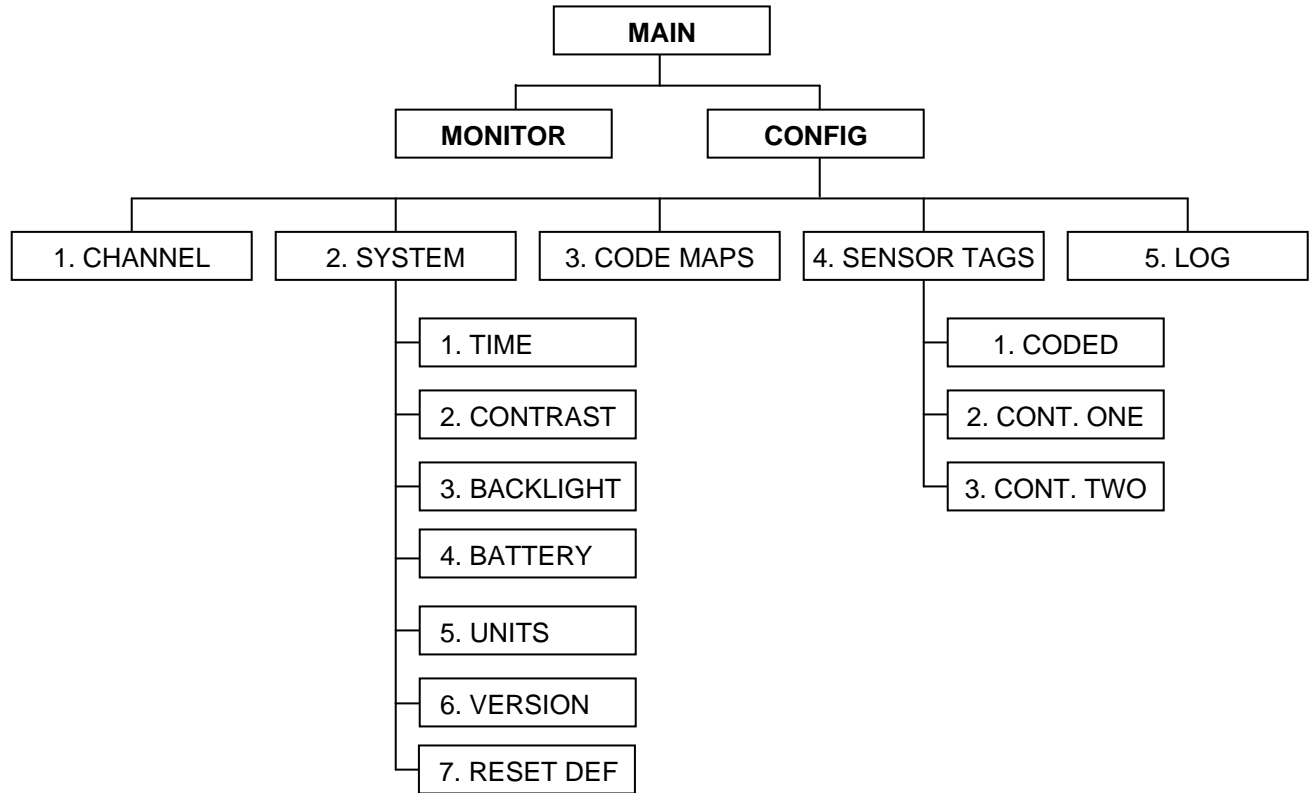 MAIN
MONITOR
CONFIG
1. CHANNEL
2. SYSTEM
3. CODE MAPS
4. SENSOR TAGS
5. LOG
1. TIME
2. CONTRAST
3. BACKLIGHT
4. BATTERY
5. UNITS
6. VERSION
7. RESET DEF
1. CODED
2. CONT. ONE
3. CONT. TWO